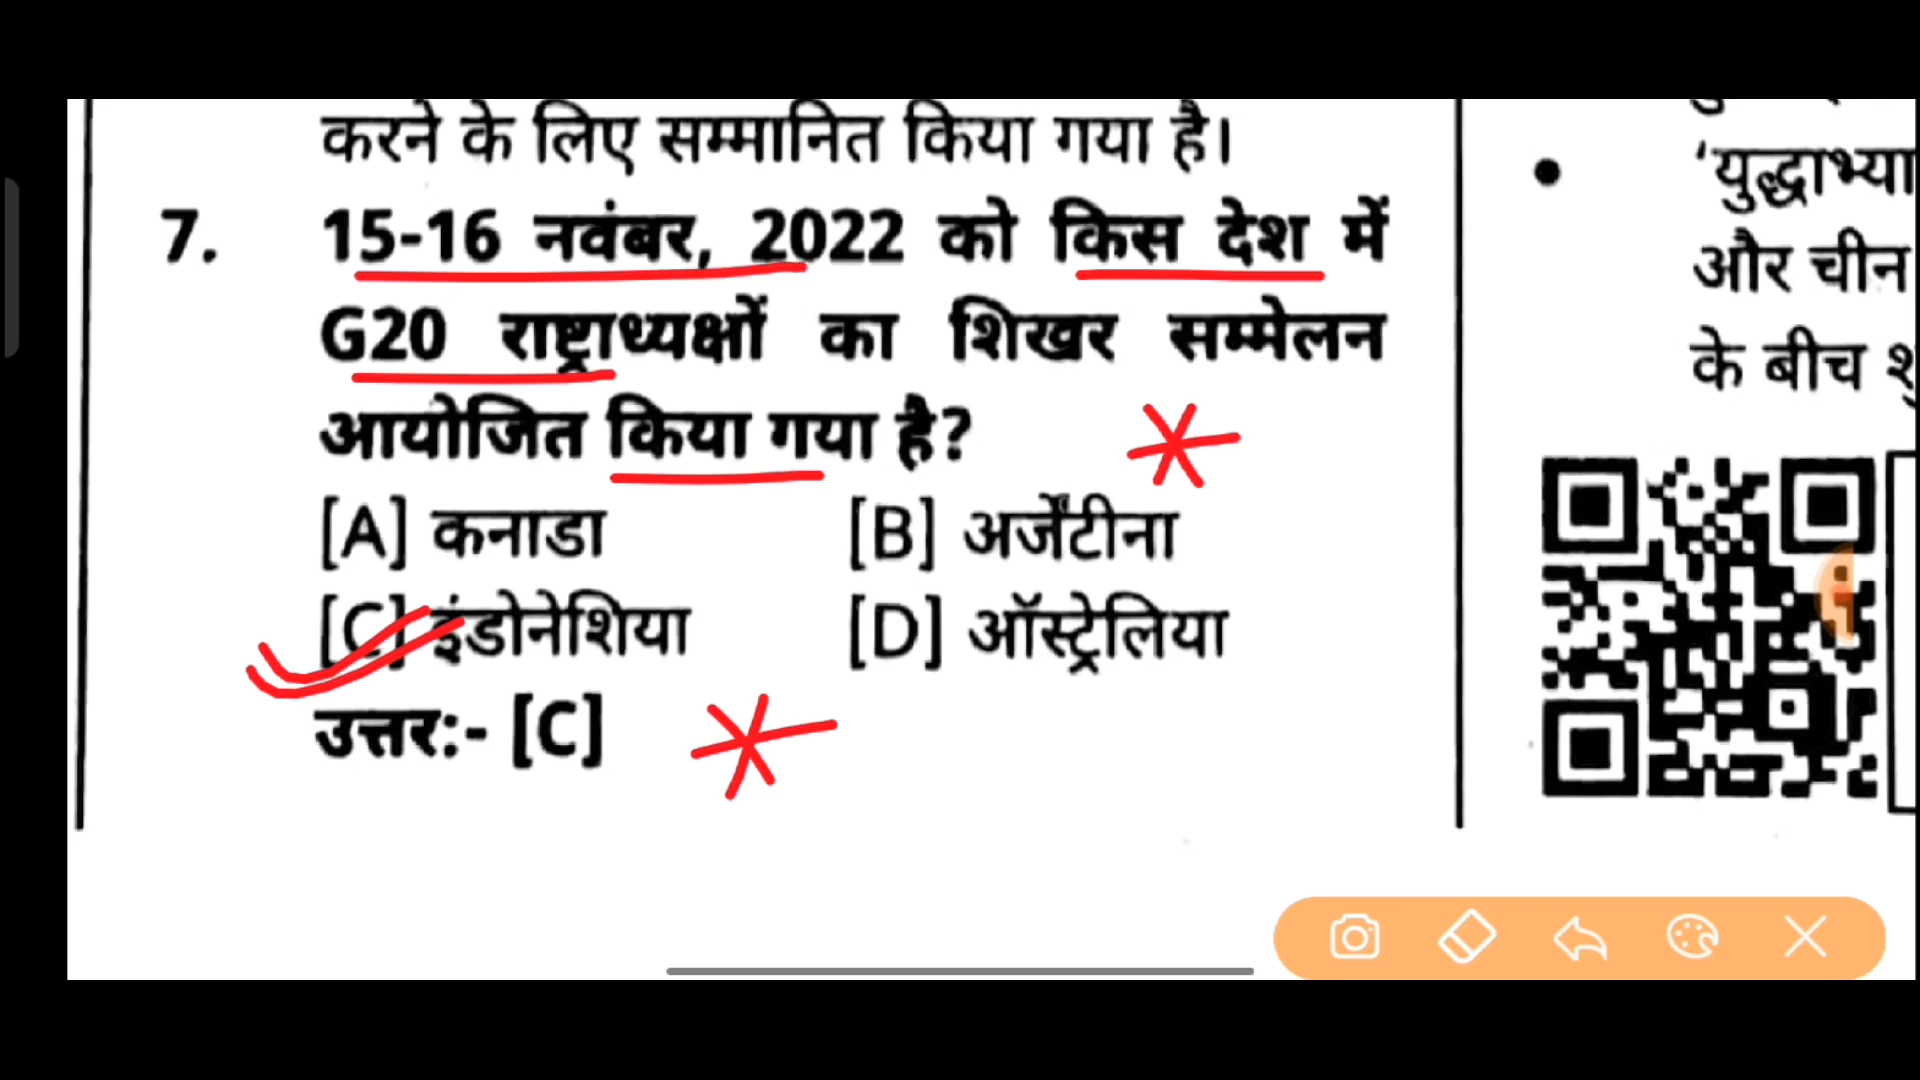 करने के लिए सम्मानित किया गया है।
7. 15-16 नवंबर, 2022 को किस देश में
G20 राष्ट्राध्यक्षों का शिखर सम्मेलन
आयोजित किया गया है?
[A] कनाडा [B] अर्जेंटीना
[C] इंडोनेशिया [D] ऑस्ट्रेलिया
उत्तर:- [C]
और चीन
के बीच